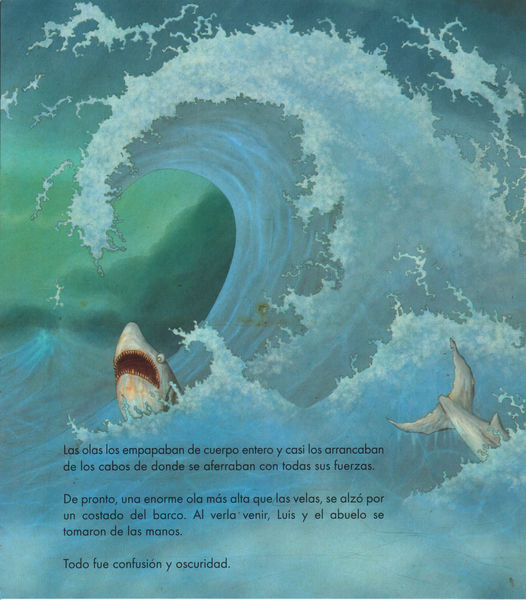 Las olas los empapaban de cuerpo entero y casi los arrancaban
de los cabos de donde se aferraban con todas sus fuerzas.
De pronto, una enorme ola más alta que las velas, se alzó por
un costado del barco. Al verla venir, Luis y el abuelo se
tomaron de las manos.
Todo fue confusión y oscuridad.